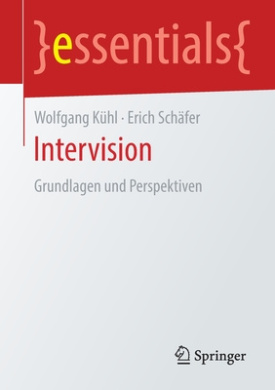 }essentials{
Wolfgang Kühl · Erich Schäfer
Intervision
Grundlagen und Perspektiven
Springer